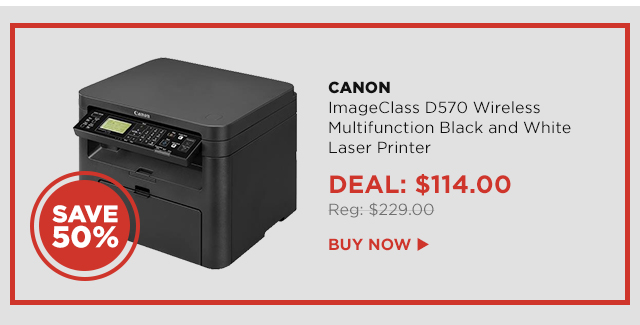 CANON
ImageClass D570 Wireless
Multifunction Black and White
Laser Printer
DEAL: $114.00
Reg: $229.00
BUY NOW ▶
SAVE
50%
Canon